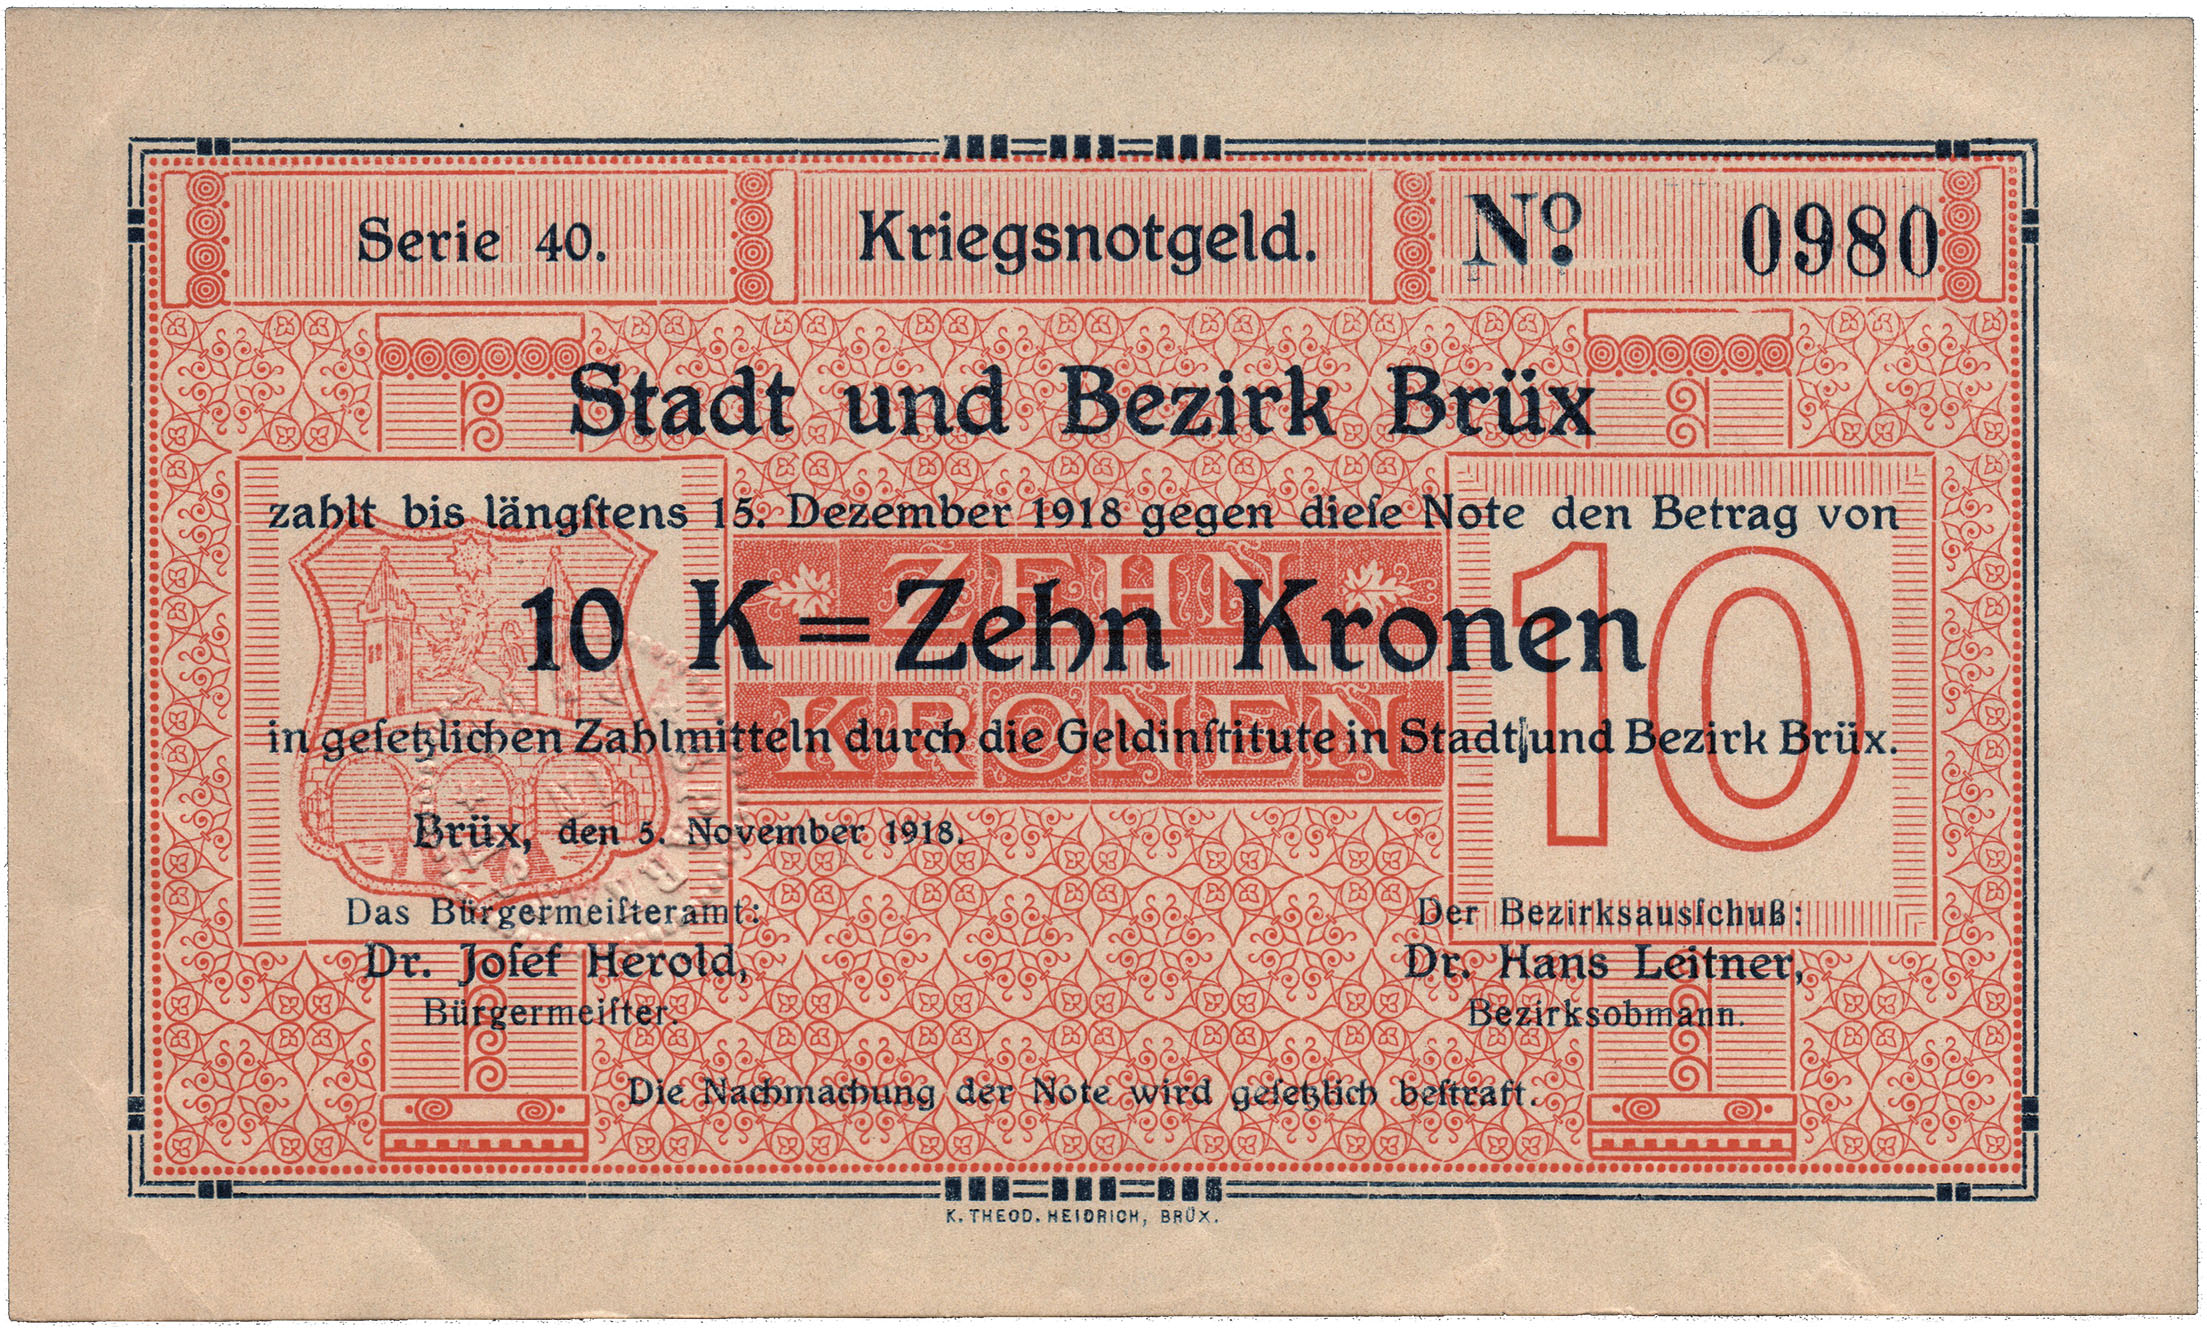 Serie 40.
Kriegsnotgeld.
Nº. 0980
Stadt und Bezirk Brüx
zahlt bis längſtens 15. Dezember 1918 gegen dieſe Note den Betrag von
ZEHN
10 K = Zehn Kronen
10
KRONEN
in geſetzlichen Zahlmitteln durch die Geldinſtitute in Stadt und Bezirk Brüx.
Brüx, den 5. November 1918.
Das Bürgermeiſteramt:
Dr. Joſef Herold,
Bürgermeiſter.
Der Bezirksausſchuß:
Dr. Hans Leitner,
Bezirksobmann.
Die Nachmachung der Note wird geſetzlich beſtraft.
K. THEOD. HEIDRICH, BRÜX.